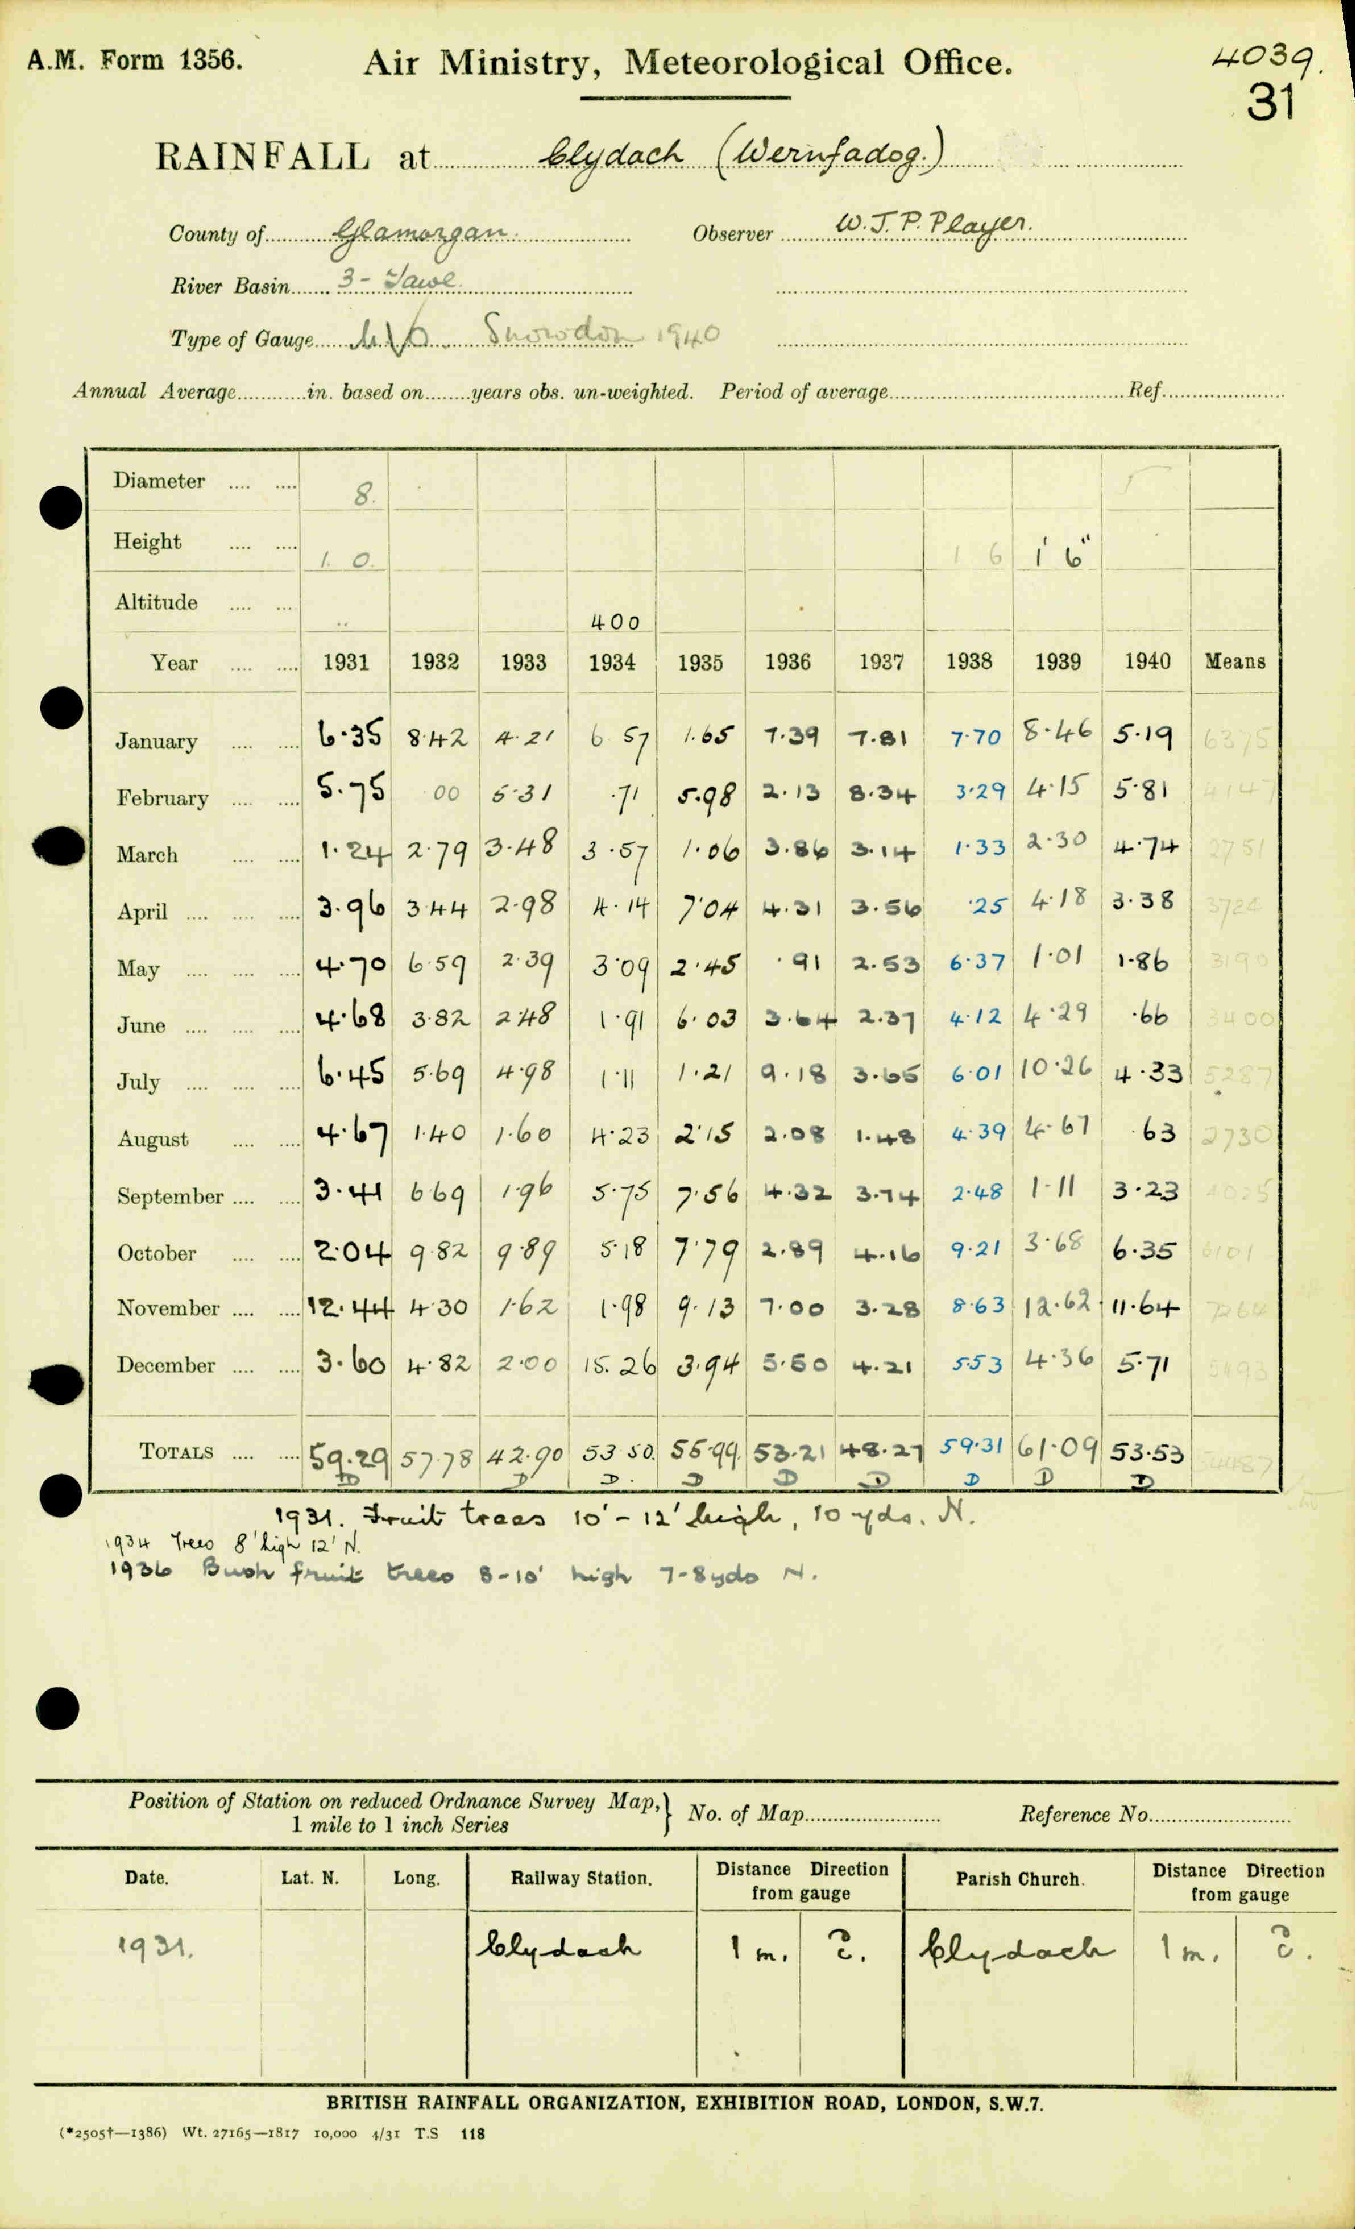 A.M. Form 1356.
Air Ministry, Meteorological Office.
4039.
31
RAINFALL at Clydach (Wernfadog.)
County of Glamorgan. Observer W.J.P. Player.
River Basin 3 - Tawe
Type of Gauge M/O. Snowdon 1940
Annual Average in. based on years obs. un-weighted. Period of average Ref.
Diameter 8.
Height 1. 0. 1 6 1' 6"
Altitude 400
Year 1931 1932 1933 1934 1935 1936 1937 1938 1939 1940 Means
January 6.35 8.42 4.21 6 57 1.65 7.39 7.81 7.70 8.46 5.19 6375
February 5.75 00 5.31 .71 5.98 2.13 8.34 3.29 4.15 5.81 4147
March 1.24 2.79 3.48 3.57 1.06 3.86 3.14 1.33 2.30 4.74 2751
April 3.96 3.44 2.98 4.14 7.04 4.31 3.56 .25 4.18 3.38 3724
May 4.70 6.59 2.39 3.09 2.45 .91 2.53 6.37 1.01 1.86 3190
June 4.68 3.82 2.48 1.91 6.03 3.64 2.37 4.12 4.29 .66 3400
July 6.45 5.69 4.98 1.11 1.21 9.18 3.65 6.01 10.26 4.33 5287
August 4.67 1.40 1.60 4.23 2.15 2.08 1.48 4.39 4.67 .63 2730
September 3.41 6.69 1.96 5.75 7.56 4.32 3.74 2.48 1.11 3.23 4025
October 2.04 9.82 9.89 5.18 7.79 2.89 4.16 9.21 3.68 6.35 6101
November 12.44 4.30 1.62 1.98 9.13 7.00 3.28 8.63 12.62 11.64 7264
December 3.60 4.82 2.00 15.26 3.94 5.50 4.21 5.53 4.36 5.71 5493
TOTALS 59.29 57.78 42.90 53 50. 55.99. 53.21 48.27 59.31 61.09 53.53 54487
D D D D D D D D D
1931. Fruit trees 10' - 12' high, 10 yds. N.
1934 Trees 8' high 12' N.
1936 Bush fruit trees 8-10' high 7-8yds N.
Position of Station on reduced Ordnance Survey Map, 1 mile to 1 inch Series } No. of Map Reference No.
Date. Lat. N. Long. Railway Station. Distance Direction from gauge Parish Church. Distance Direction from gauge
1931. Clydach 1 m. Clydach 1 m.
BRITISH RAINFALL ORGANIZATION, EXHIBITION ROAD, LONDON, S.W.7.
(*2505†—1386) Wt. 27165—1817 10,000 4/31 T.S 118